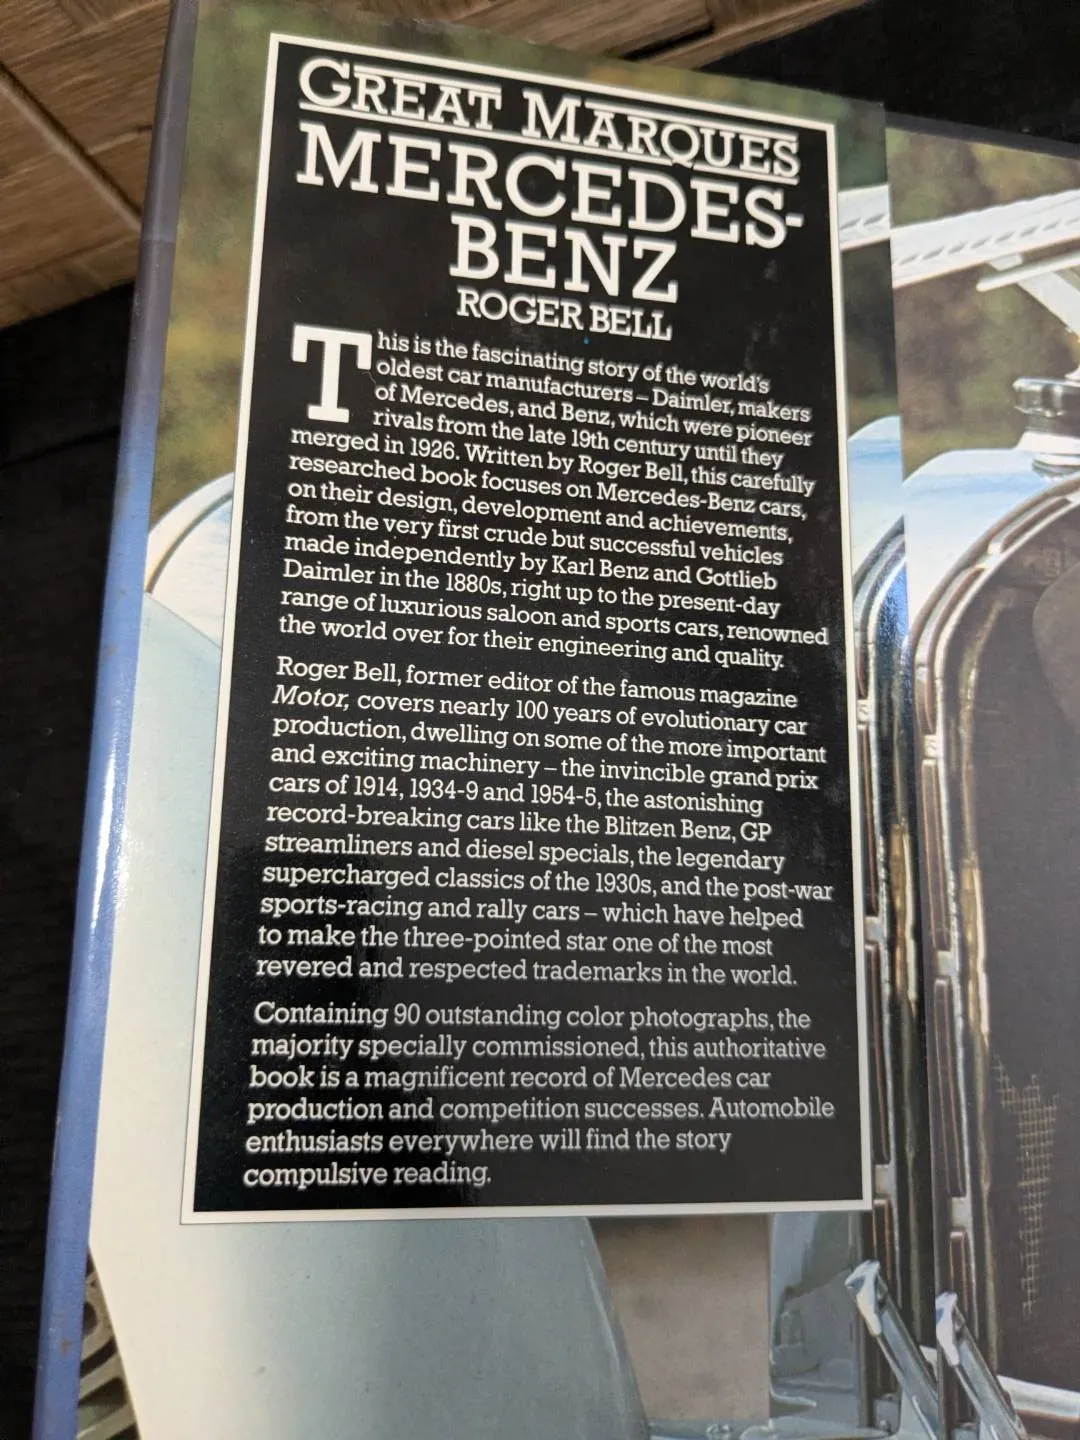 GREAT MARQUES
MERCEDES-
BENZ
ROGER BELL
This is the fascinating story of the world's
oldest car manufacturers – Daimler, makers
of Mercedes, and Benz, which were pioneer
rivals from the late 19th century until they
merged in 1926. Written by Roger Bell, this carefully
researched book focuses on Mercedes-Benz cars,
on their design, development and achievements,
from the very first crude but successful vehicles
made independently by Karl Benz and Gottlieb
Daimler in the 1880s, right up to the present-day
range of luxurious saloon and sports cars, renowned
the world over for their engineering and quality.
Roger Bell, former editor of the famous magazine
Motor, covers nearly 100 years of evolutionary car
production, dwelling on some of the more important
and exciting machinery – the invincible grand prix
cars of 1914, 1934-9 and 1954-5, the astonishing
record-breaking cars like the Blitzen Benz, GP
streamliners and diesel specials, the legendary
supercharged classics of the 1930s, and the post-war
sports-racing and rally cars – which have helped
to make the three-pointed star one of the most
revered and respected trademarks in the world.
Containing 90 outstanding color photographs, the
majority specially commissioned, this authoritative
book is a magnificent record of Mercedes car
production and competition successes. Automobile
enthusiasts everywhere will find the story
compulsive reading.